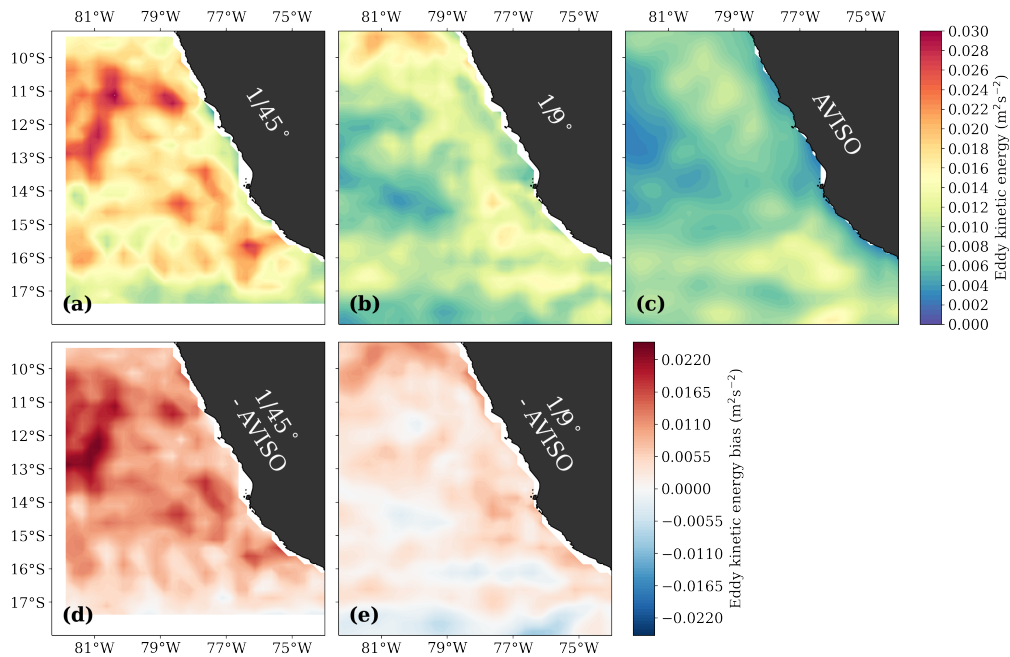 81°W 79°W 77°W 75°W 81°W 79°W 77°W 75°W 81°W 79°W 77°W 75°W
10°S
11°S
12°S
13°S
14°S
15°S
16°S
17°S
1/45°
(a)
1/9°
(b)
AVISO
(c)
0.030
0.028
0.026
0.024
0.022
0.020
0.018
0.016
0.014
0.012
0.010
0.008
0.006
0.004
0.002
0.000
Eddy kinetic energy (m²s⁻²)
10°S
11°S
12°S
13°S
14°S
15°S
16°S
17°S
1/45°
- AVISO
(d)
1/9°
- AVISO
(e)
0.0220
0.0165
0.0110
0.0055
0.0000
−0.0055
−0.0110
−0.0165
−0.0220
Eddy kinetic energy bias (m²s⁻²)
81°W 79°W 77°W 75°W 81°W 79°W 77°W 75°W